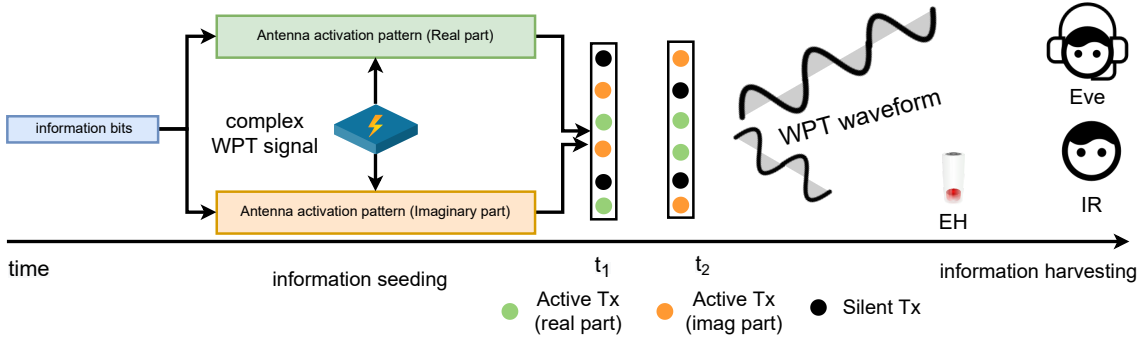 Antenna activation pattern (Real part)
information bits
complex
WPT signal
Antenna activation pattern (Imaginary part)
WPT waveform
Eve
EH
IR
time
information seeding
t1
t2
information harvesting
Active Tx
(real part)
Active Tx
(imag part)
Silent Tx